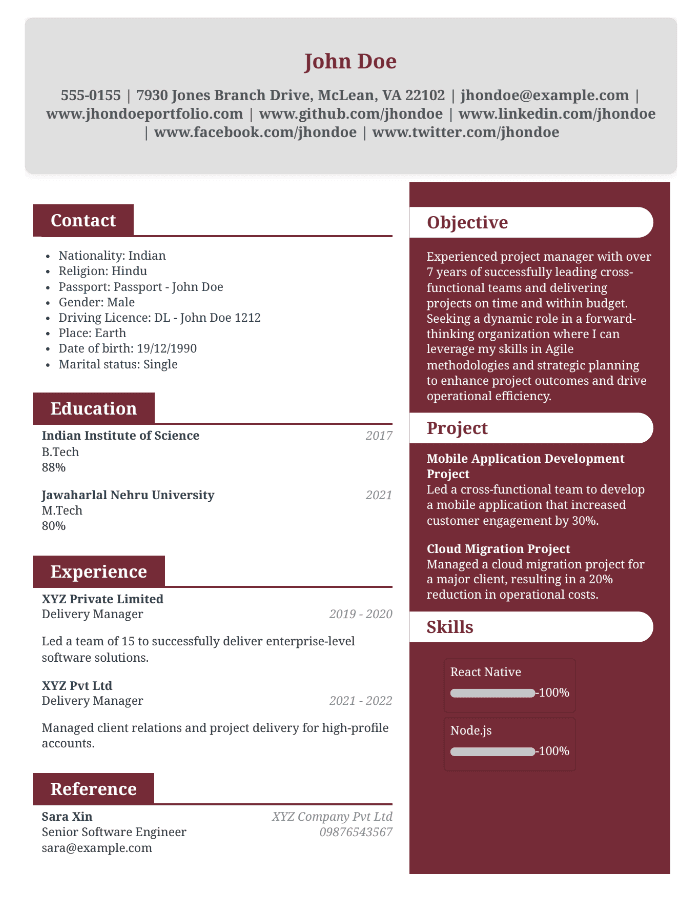 John Doe
555-0155 | 7930 Jones Branch Drive, McLean, VA 22102 | jhondoe@example.com |
www.jhondoeportfolio.com | www.github.com/jhondoe | www.linkedin.com/jhondoe
| www.facebook.com/jhondoe | www.twitter.com/jhondoe
Contact
• Nationality: Indian
• Religion: Hindu
• Passport: Passport - John Doe
• Gender: Male
• Driving Licence: DL - John Doe 1212
• Place: Earth
• Date of birth: 19/12/1990
• Marital status: Single
Education
Indian Institute of Science 2017
B.Tech
88%
Jawaharlal Nehru University 2021
M.Tech
80%
Experience
XYZ Private Limited
Delivery Manager 2019 - 2020
Led a team of 15 to successfully deliver enterprise-level
software solutions.
XYZ Pvt Ltd
Delivery Manager 2021 - 2022
Managed client relations and project delivery for high-profile
accounts.
Reference
Sara Xin XYZ Company Pvt Ltd
Senior Software Engineer 09876543567
sara@example.com
Objective
Experienced project manager with over
7 years of successfully leading cross-
functional teams and delivering
projects on time and within budget.
Seeking a dynamic role in a forward-
thinking organization where I can
leverage my skills in Agile
methodologies and strategic planning
to enhance project outcomes and drive
operational efficiency.
Project
Mobile Application Development
Project
Led a cross-functional team to develop
a mobile application that increased
customer engagement by 30%.
Cloud Migration Project
Managed a cloud migration project for
a major client, resulting in a 20%
reduction in operational costs.
Skills
React Native
-100%
Node.js
-100%